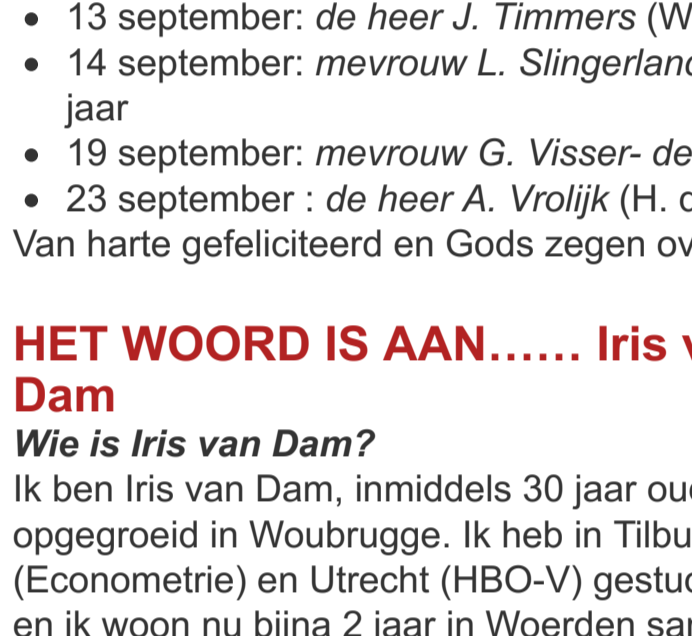 13 september: de heer J. Timmers (W
14 september: mevrouw L.
jaar
19 september: mevrouw G. Visser- de
23 september : de heer A. Vrolijk (H.
Van harte gefeliciteerd en Gods zegen
HET WOORD IS AAN...... Iris
Dam
Wie is Iris van Dam?
Ik ben Iris van Dam, inmiddels 30 jaar
opgegroeid in Woubrugge. Ik heb in
(Econometrie) en Utrecht (HBO-V)
en ik woon nu bijna 2 jaar in Woerden